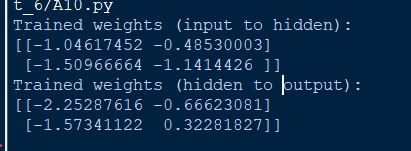 t_6/A10.py
Trained weights (input to hidden):
[[-1.04617452 -0.48530003]
 [-1.50966664 -1.1414426 ]]
Trained weights (hidden to output):
[[-2.25287616 -0.66623081]
 [-1.57341122  0.32281827]]